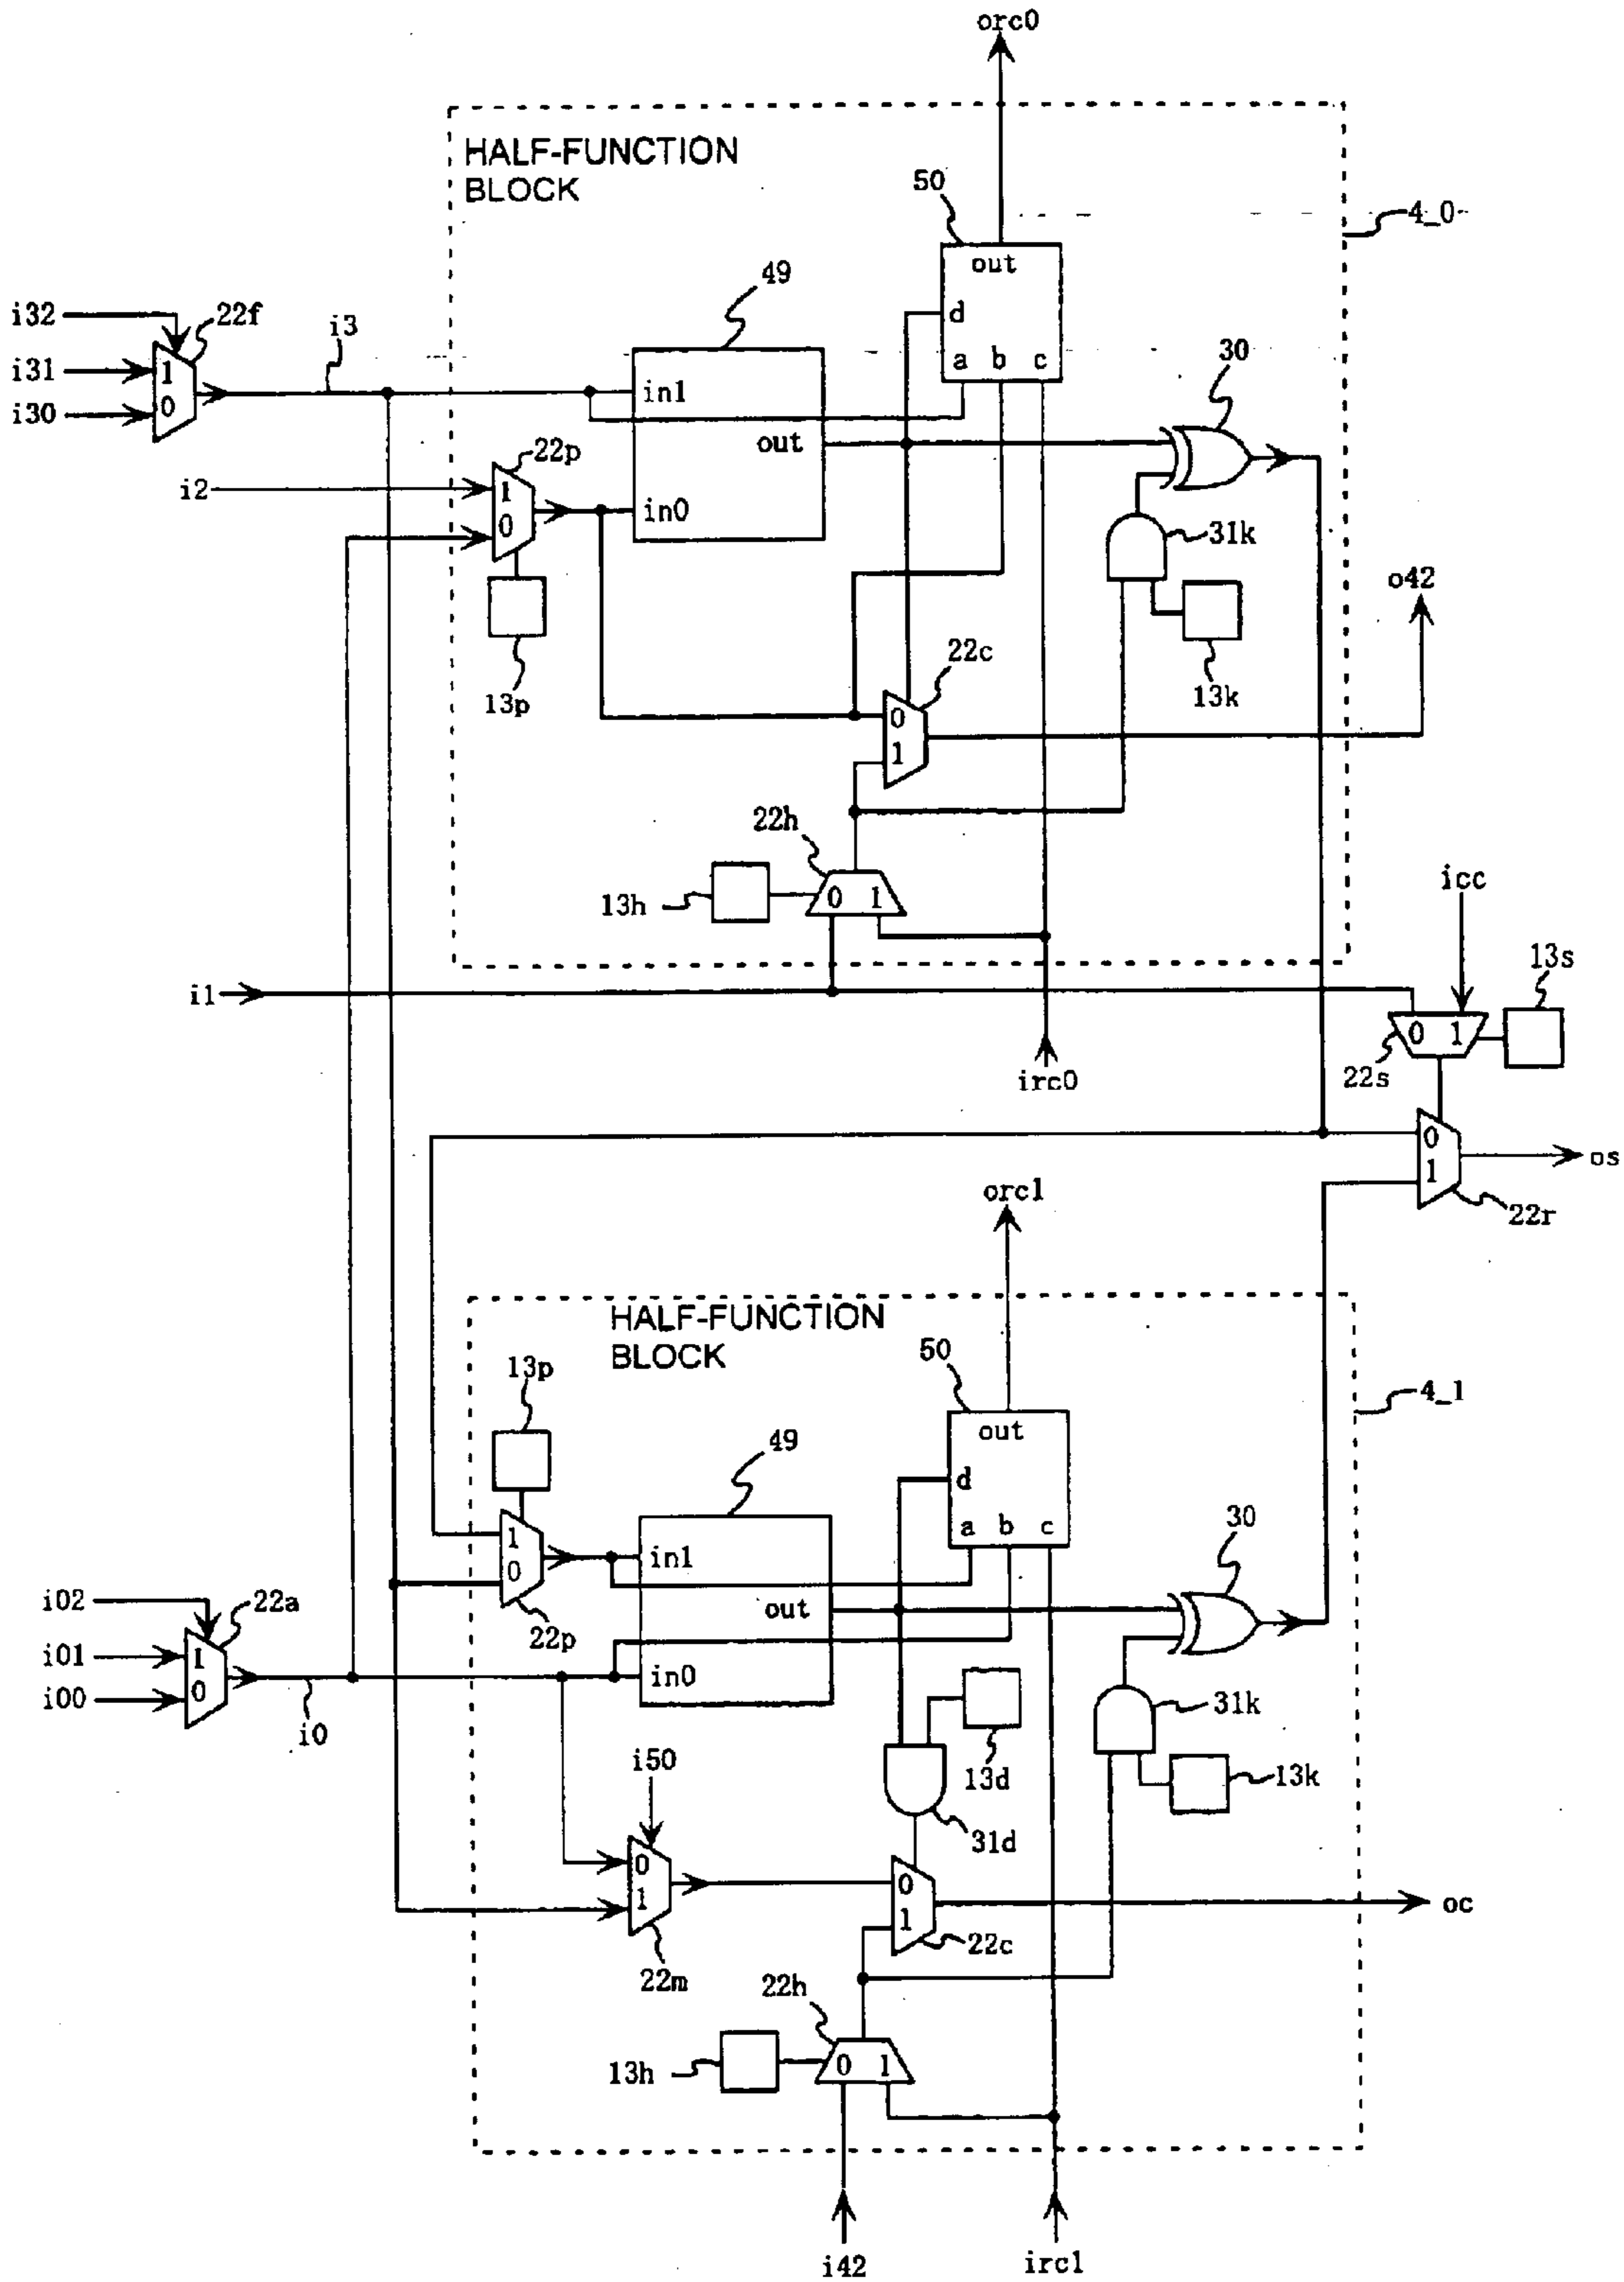 orc0
HALF-FUNCTION
BLOCK
50
4_0
out
49
d
i32
22f
i3
a b c
30
i31
1
in1
i30
0
out
22p
i2
1
in0
31k
0
o42
22c
13p
13k
0
1
22h
icc
13h
0 1
13s
i1
0 1
22s
irc0
0
os
1
orc1
22r
HALF-FUNCTION
BLOCK
50
13p
4_1
out
49
d
30
a b c
1
in1
0
i02
22a
out
22p
i01
1
in0
31k
i00
0
i0
i50
13d
13k
31d
0
0
1
oc
1
22c
22m
22h
13h
0 1
i42
irc1